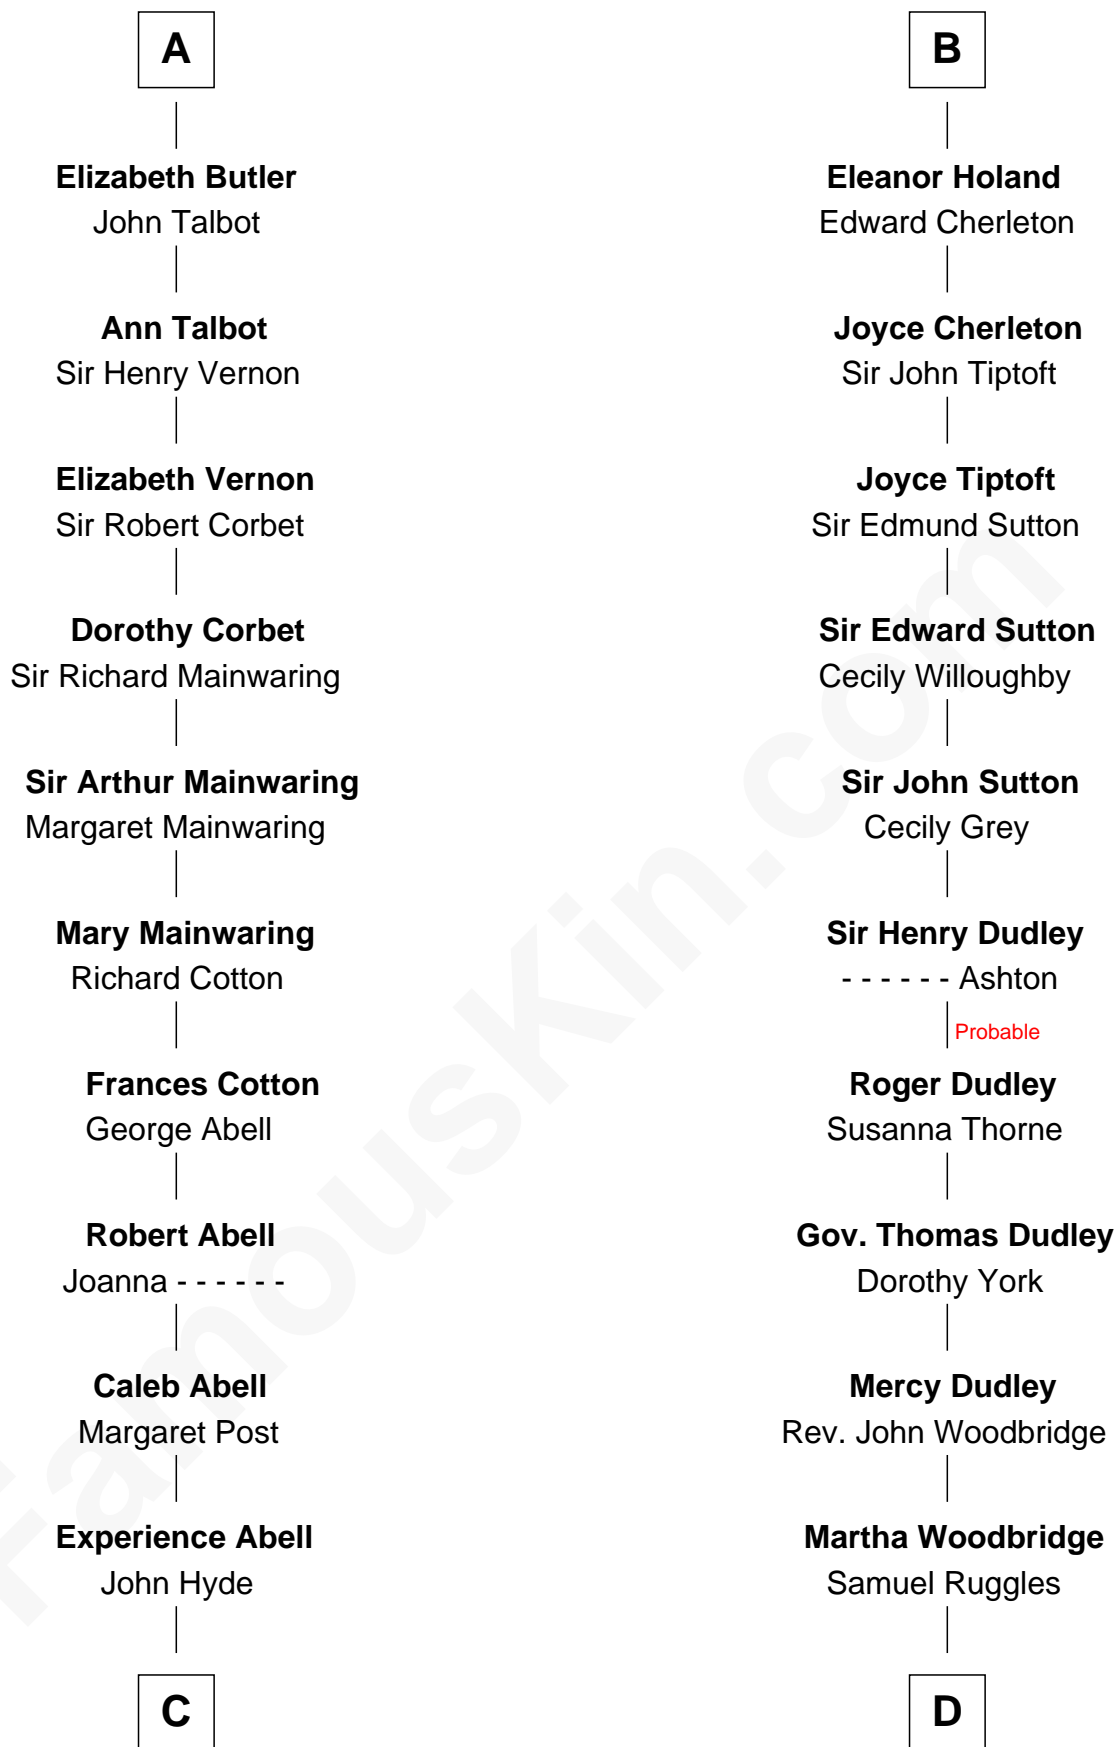 A
Elizabeth Butler
John Talbot
Ann Talbot
Sir Henry Vernon
Elizabeth Vernon
Sir Robert Corbet
Dorothy Corbet
Sir Richard Mainwaring
Sir Arthur Mainwaring
Margaret Mainwaring
Mary Mainwaring
Richard Cotton
Frances Cotton
George Abell
Robert Abell
Joanna - - - - - -
Caleb Abell
Margaret Post
Experience Abell
John Hyde
C
B
Eleanor Holand
Edward Cherleton
Joyce Cherleton
Sir John Tiptoft
Joyce Tiptoft
Sir Edmund Sutton
Sir Edward Sutton
Cecily Willoughby
Sir John Sutton
Cecily Grey
Sir Henry Dudley
- - - - - - Ashton
Probable
Roger Dudley
Susanna Thorne
Gov. Thomas Dudley
Dorothy York
Mercy Dudley
Rev. John Woodbridge
Martha Woodbridge
Samuel Ruggles
D
FamousKin.com